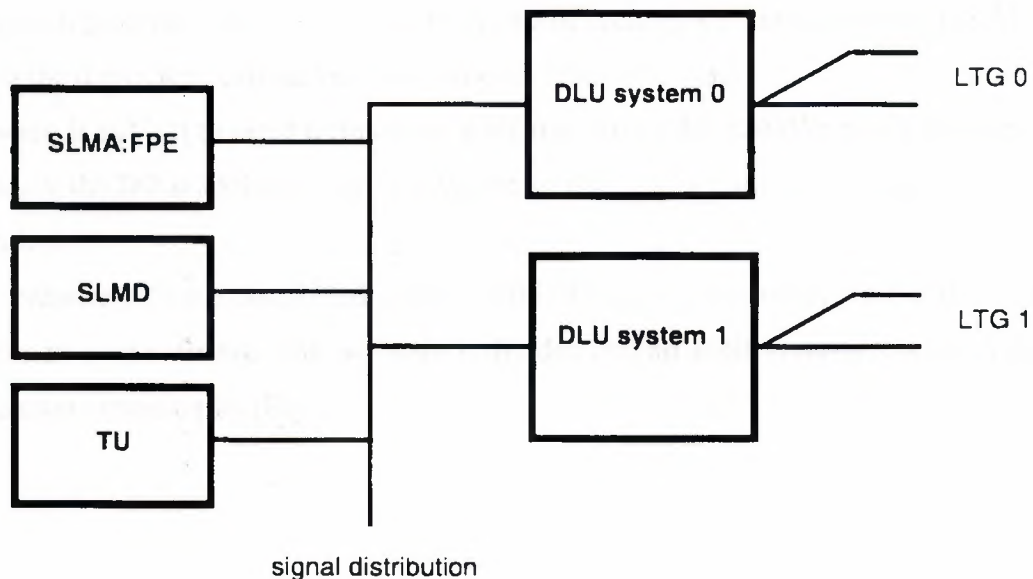 DLU system 0
LTG 0
SLMA:FPE
SLMD
DLU system 1
LTG 1
TU
signal distribution